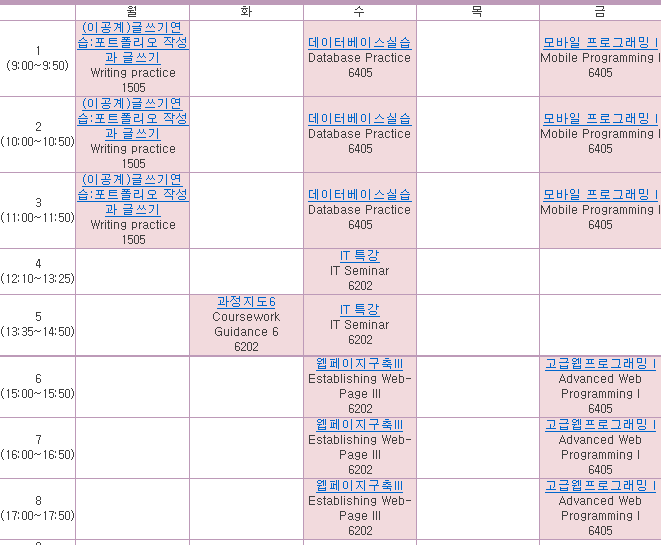 월 화 수 목 금
1
(9:00~9:50)
(이공계)글쓰기연
습:포트폴리오 작성
과 글쓰기
Writing practice
1505
데이터베이스실습
Database Practice
6405
모바일 프로그래밍 I
Mobile Programming I
6405
2
(10:00~10:50)
(이공계)글쓰기연
습:포트폴리오 작성
과 글쓰기
Writing practice
1505
데이터베이스실습
Database Practice
6405
모바일 프로그래밍 I
Mobile Programming I
6405
3
(11:00~11:50)
(이공계)글쓰기연
습:포트폴리오 작성
과 글쓰기
Writing practice
1505
데이터베이스실습
Database Practice
6405
모바일 프로그래밍 I
Mobile Programming I
6405
4
(12:10~13:25)
IT 특강
IT Seminar
6202
5
(13:35~14:50)
과정지도6
Coursework
Guidance 6
6202
IT 특강
IT Seminar
6202
6
(15:00~15:50)
웹페이지구축III
Establishing Web-
Page III
6202
고급웹프로그래밍 I
Advanced Web
Programming I
6405
7
(16:00~16:50)
웹페이지구축III
Establishing Web-
Page III
6202
고급웹프로그래밍 I
Advanced Web
Programming I
6405
8
(17:00~17:50)
웹페이지구축III
Establishing Web-
Page III
6202
고급웹프로그래밍 I
Advanced Web
Programming I
6405